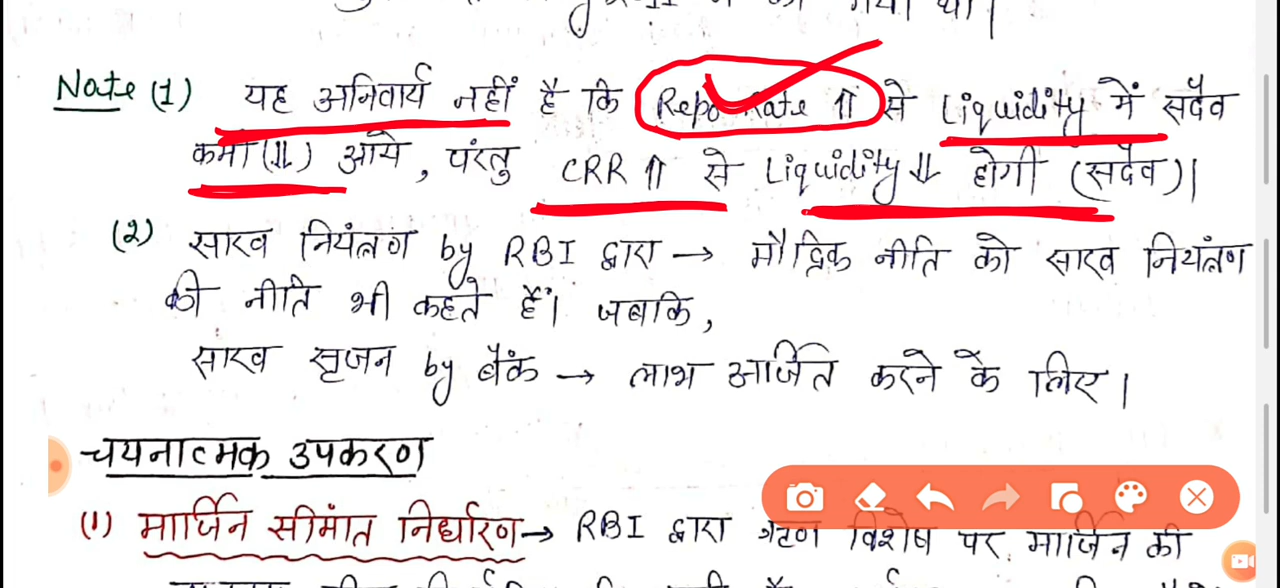 में की गयी थी।
Note (1) यह अनिवार्य नहीं है कि Repo Rate ⇑ से Liquidity में सदैव
कमी (⇓) आये, परंतु CRR ⇑ से Liquidity ⇓ होगी (सदैव)।
(2) साख नियंत्रण by RBI द्वारा → मौद्रिक नीति को साख नियंत्रण
की नीति भी कहते हैं। जबकि,
साख सृजन by बैंक → लाभ अर्जित करने के लिए।
चयनात्मक उपकरण
(1) मार्जिन सीमांत निर्धारण → RBI द्वारा ऋण विशेष पर मार्जिन की